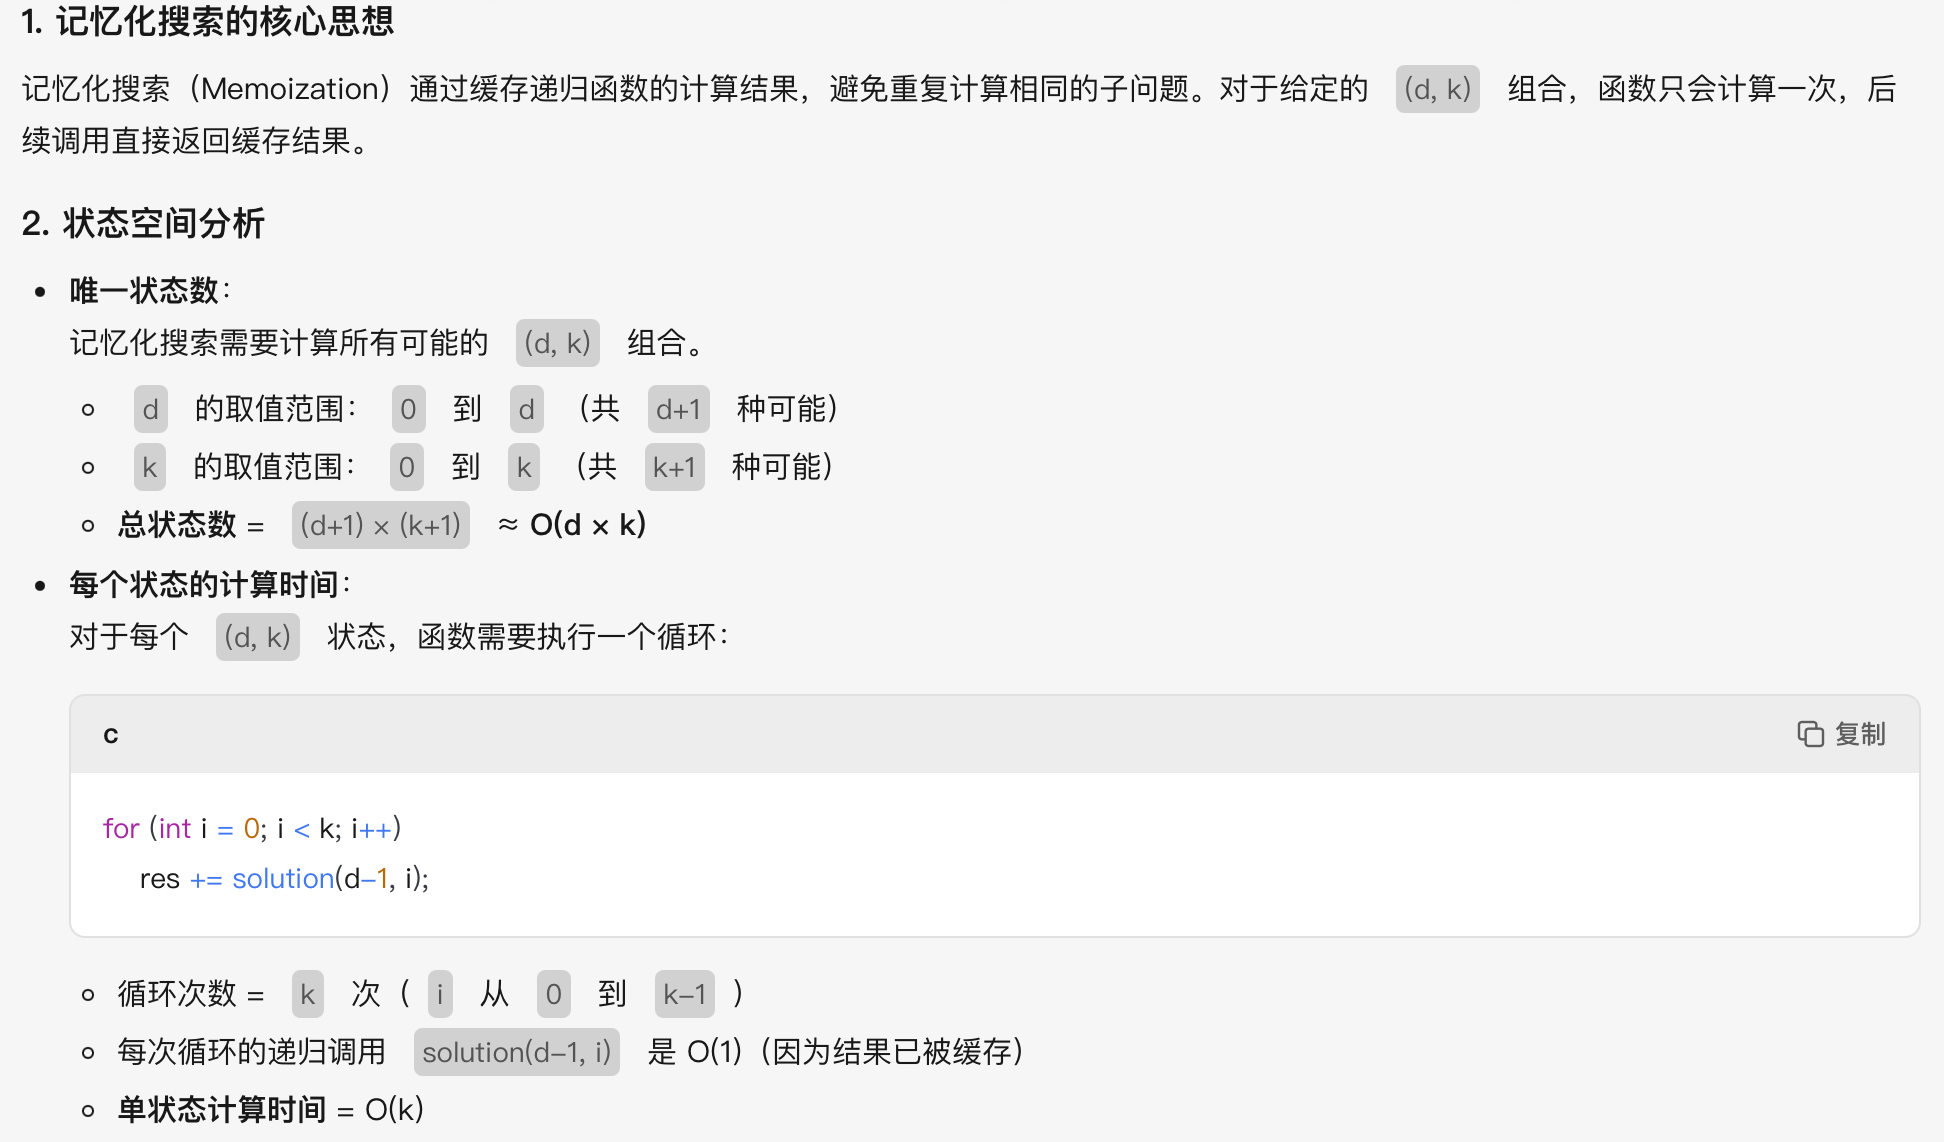 1. 记忆化搜索的核心思想
记忆化搜索（Memoization）通过缓存递归函数的计算结果，避免重复计算相同的子问题。对于给定的 (d, k) 组合，函数只会计算一次，后
续调用直接返回缓存结果。
2. 状态空间分析
• 唯一状态数：
记忆化搜索需要计算所有可能的 (d, k) 组合。
◦ d 的取值范围： 0 到 d （共 d+1 种可能）
◦ k 的取值范围： 0 到 k （共 k+1 种可能）
◦ 总状态数 = (d+1) × (k+1) ≈ O(d × k)
• 每个状态的计算时间：
对于每个 (d, k) 状态，函数需要执行一个循环：
c 复制
for (int i = 0; i < k; i++)
res += solution(d-1, i);
◦ 循环次数 = k 次（ i 从 0 到 k-1 ）
◦ 每次循环的递归调用 solution(d-1, i) 是 O(1)（因为结果已被缓存）
◦ 单状态计算时间 = O(k)